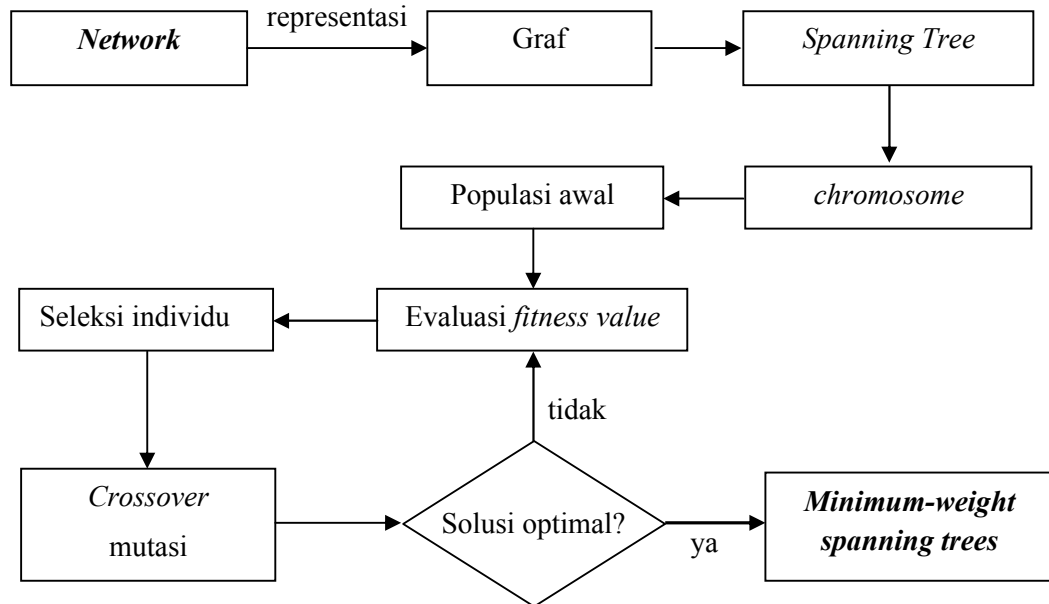 representasi
Network
Graf
Spanning Tree
Populasi awal
chromosome
Seleksi individu
Evaluasi fitness value
tidak
Crossover
mutasi
Solusi optimal?
ya
Minimum-weight
spanning trees